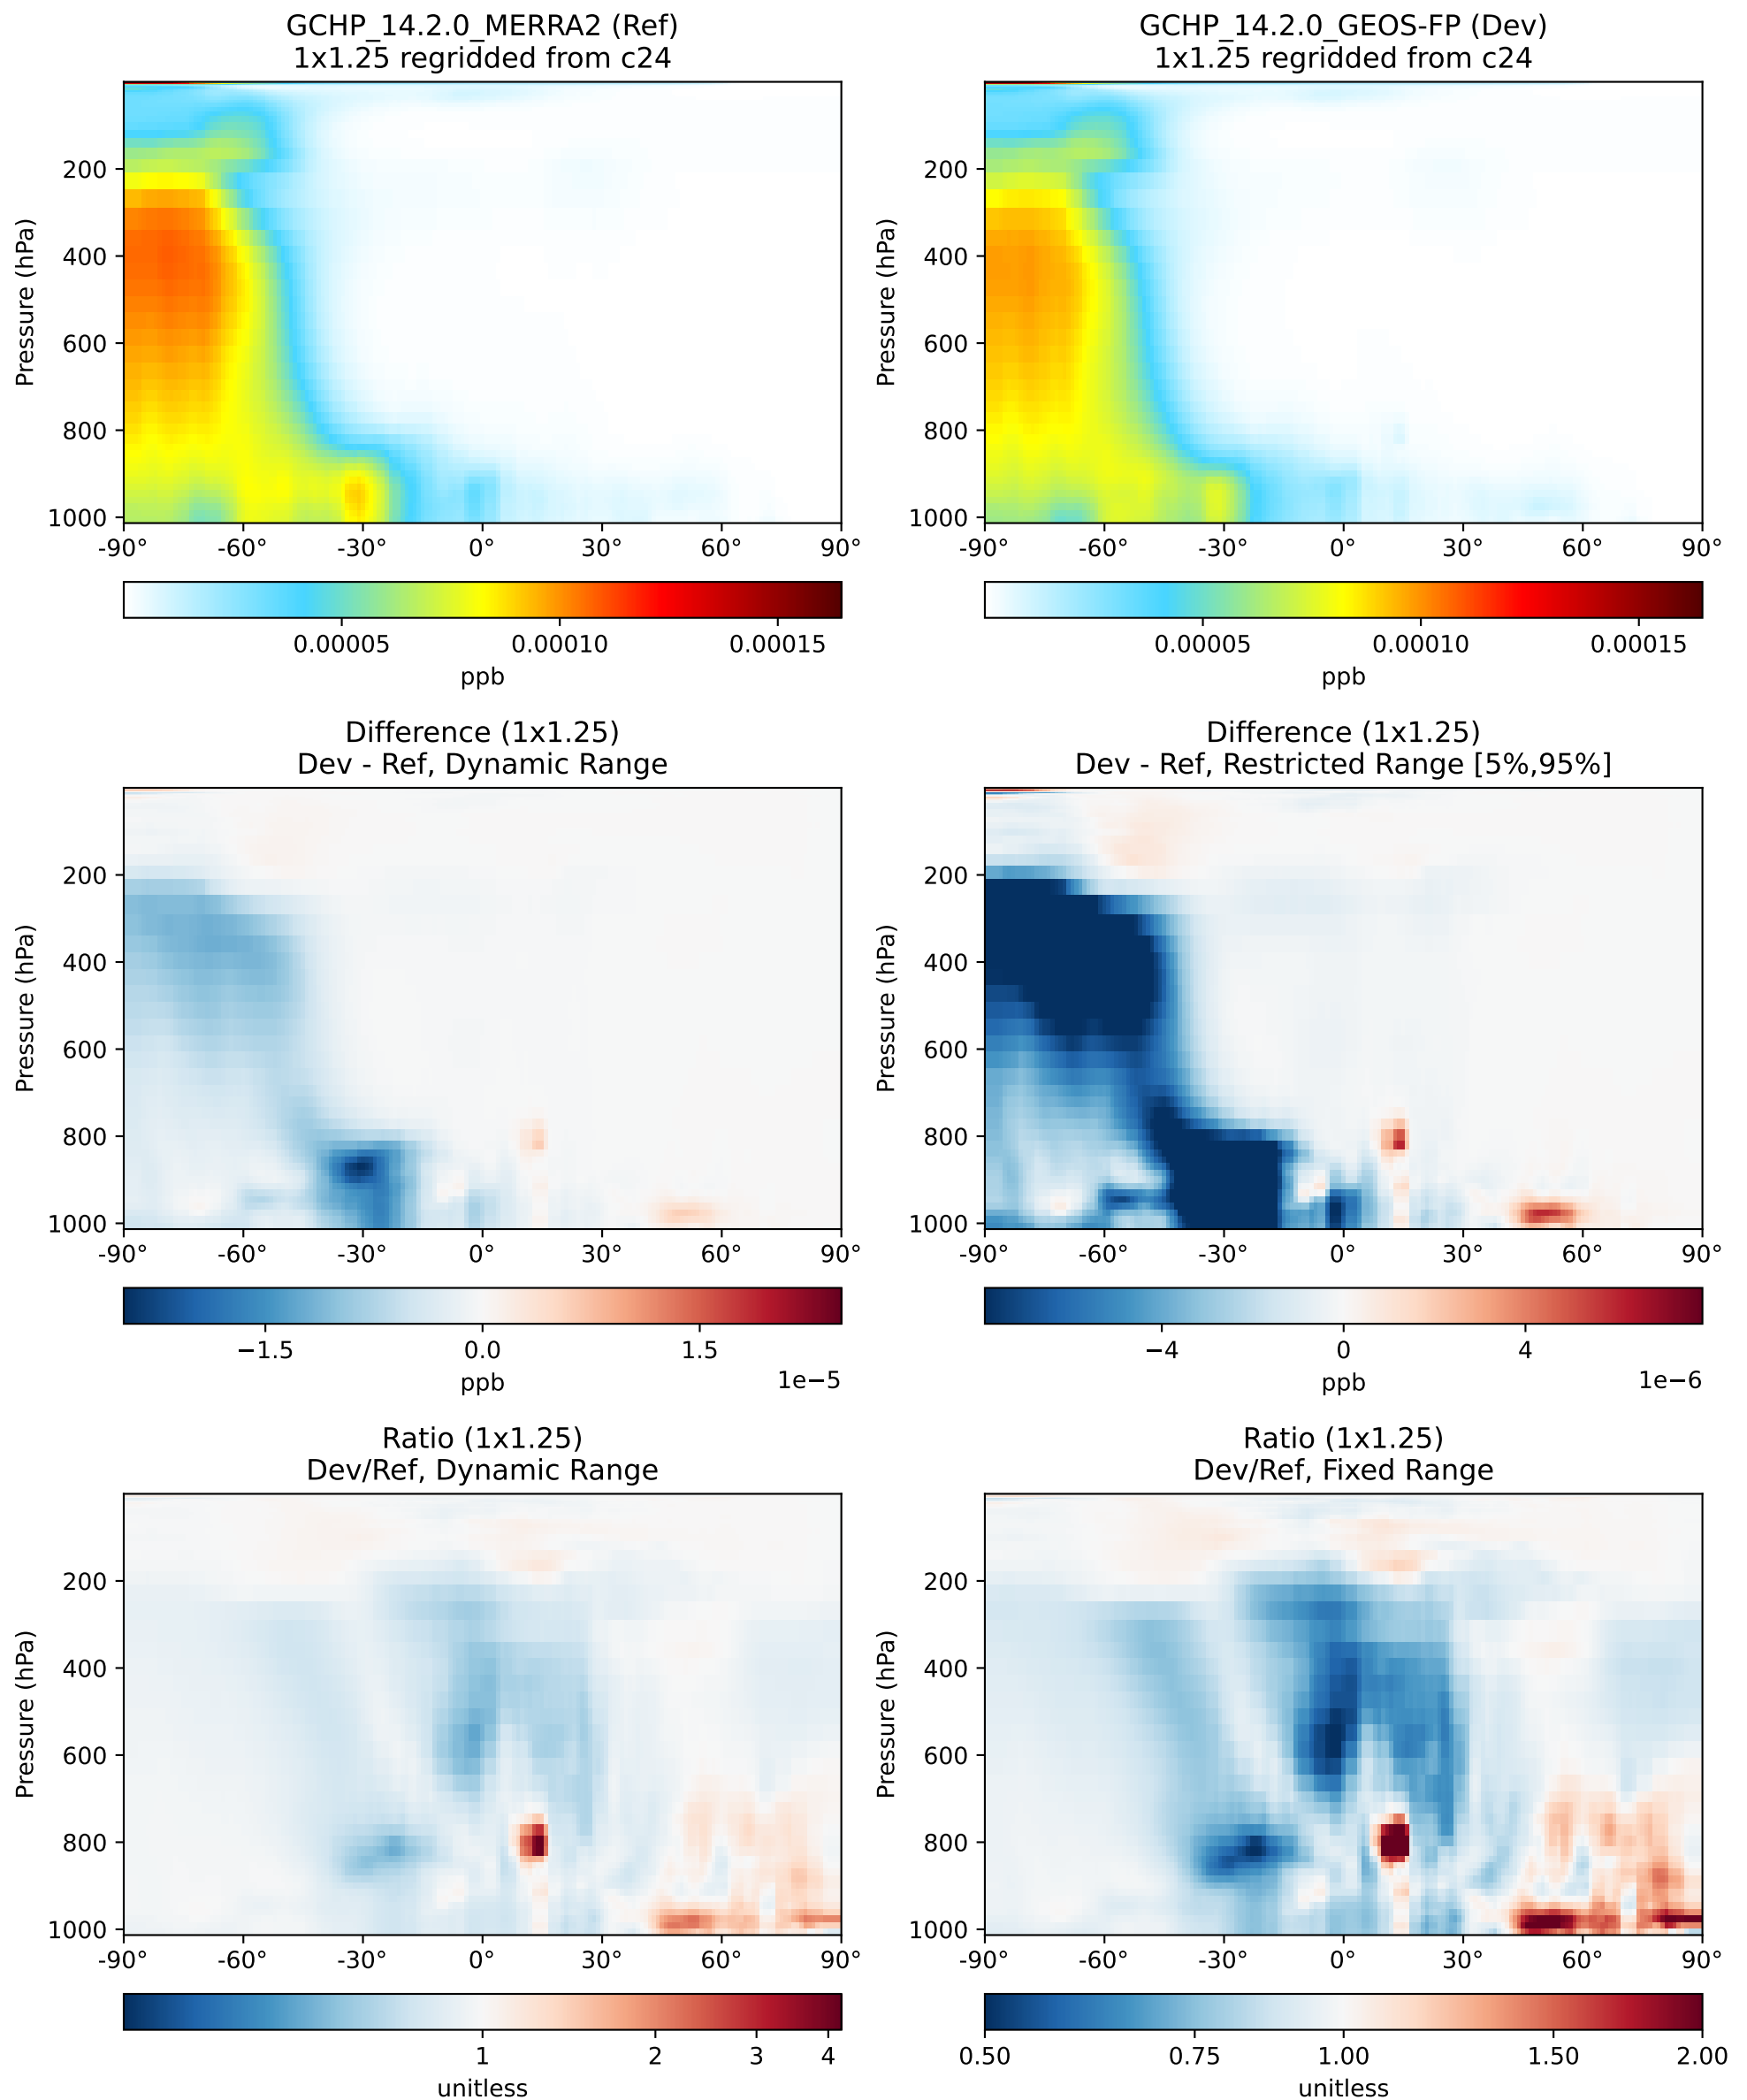 GCHP_14.2.0_MERRA2 (Ref)
1x1.25 regridded from c24
Pressure (hPa)
200
400
600
800
1000
-90° -60° -30° 0° 30° 60° 90°
0.00005 0.00010 0.00015
ppb
GCHP_14.2.0_GEOS-FP (Dev)
1x1.25 regridded from c24
Pressure (hPa)
200
400
600
800
1000
-90° -60° -30° 0° 30° 60° 90°
0.00005 0.00010 0.00015
ppb
Difference (1x1.25)
Dev - Ref, Dynamic Range
Pressure (hPa)
200
400
600
800
1000
-90° -60° -30° 0° 30° 60° 90°
−1.5 0.0 1.5
1e−5
ppb
Difference (1x1.25)
Dev - Ref, Restricted Range [5%,95%]
Pressure (hPa)
200
400
600
800
1000
-90° -60° -30° 0° 30° 60° 90°
−4 0 4
1e−6
ppb
Ratio (1x1.25)
Dev/Ref, Dynamic Range
Pressure (hPa)
200
400
600
800
1000
-90° -60° -30° 0° 30° 60° 90°
1 2 3 4
unitless
Ratio (1x1.25)
Dev/Ref, Fixed Range
Pressure (hPa)
200
400
600
800
1000
-90° -60° -30° 0° 30° 60° 90°
0.50 0.75 1.00 1.50 2.00
unitless